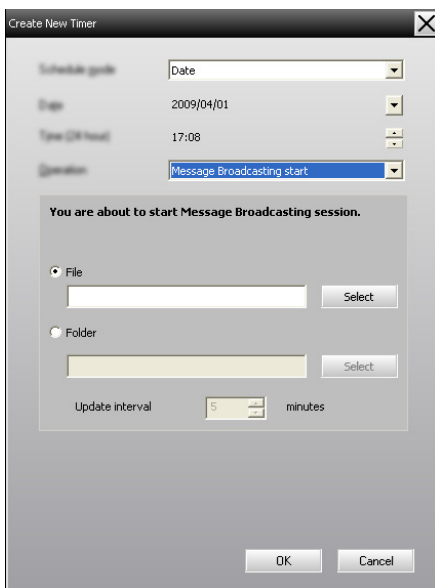 Create New Timer
Date
2009/04/01
17:08
Message Broadcasting start
You are about to start Message Broadcasting session.
File
Select
Folder
Select
Update interval 5 minutes
OK Cancel